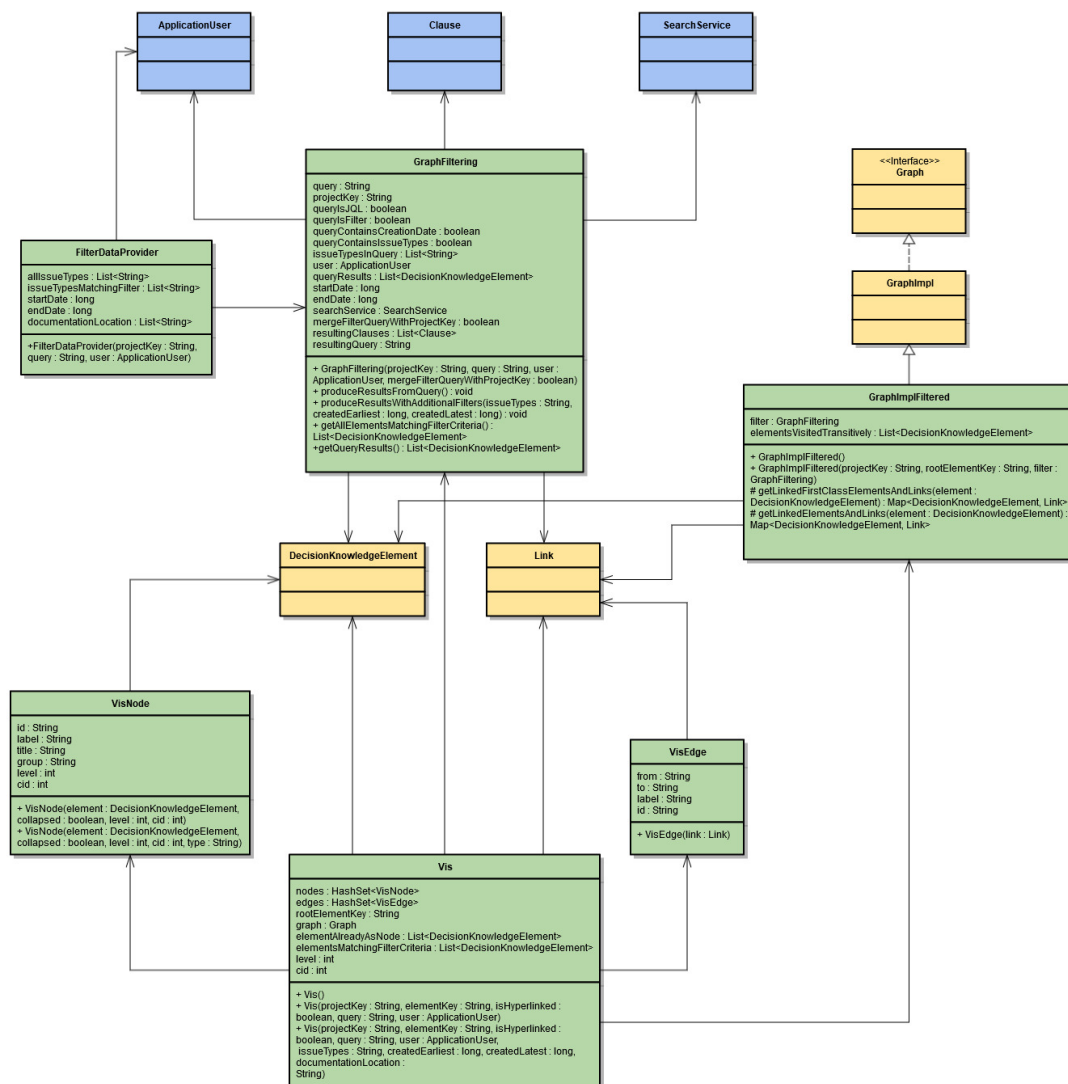 ApplicationUser
Clause
SearchService
GraphFiltering
query : String
projectKey : String
queryIsJQL : boolean
queryIsFilter : boolean
queryContainsCreationDate : boolean
queryContainsIssueTypes : boolean
issueTypesInQuery : List<String>
user : ApplicationUser
queryResults : List<DecisionKnowledgeElement>
startDate : long
endDate : long
searchService : SearchService
mergeFilterQueryWithProjectKey : boolean
resultingClauses : List<Clause>
resultingQuery : String
+ GraphFiltering(projectKey : String, query : String, user :
ApplicationUser, mergeFilterQueryWithProjectKey : boolean)
+ produceResultsFromQuery() : void
+ produceResultsWithAdditionalFilters(issueTypes : String,
createdEarliest : long, createdLatest : long) : void
+ getAllElementsMatchingFilterCriteria() :
List<DecisionKnowledgeElement>
+getQueryResults() : List<DecisionKnowledgeElement>
<<Interface>>
Graph
FilterDataProvider
allIssueTypes : List<String>
issueTypesMatchingFilter : List<String>
startDate : long
endDate : long
documentationLocation : List<String>
+FilterDataProvider(projectKey : String,
query : String, user : ApplicationUser)
GraphImpl
GraphImplFiltered
filter : GraphFiltering
elementsVisitedTransitively : List<DecisionKnowledgeElement>
+ GraphImplFiltered()
+ GraphImplFiltered(projectKey : String, rootElementKey : String, filter :
GraphFiltering)
# getLinkedFirstClassElementsAndLinks(element :
DecisionKnowledgeElement) : Map<DecisionKnowledgeElement, Link>
# getLinkedElementsAndLinks(element : DecisionKnowledgeElement) :
Map<DecisionKnowledgeElement, Link>
DecisionKnowledgeElement
Link
VisNode
id : String
label : String
title : String
group : String
level : int
cid : int
+ VisNode(element : DecisionKnowledgeElement,
collapsed : boolean, level : int, cid : int)
+ VisNode(element : DecisionKnowledgeElement,
collapsed : boolean, level : int, cid : int, type : String)
VisEdge
from : String
to : String
label : String
id : String
+ VisEdge(link : Link)
Vis
nodes : HashSet<VisNode>
edges : HashSet<VisEdge>
rootElementKey : String
graph : Graph
elementAlreadyAsNode : List<DecisionKnowledgeElement>
elementsMatchingFilterCriteria : List<DecisionKnowledgeElement>
level : int
cid : int
+ Vis()
+ Vis(projectKey : String, elementKey : String, isHyperlinked :
boolean, query : String, user : ApplicationUser)
+ Vis(projectKey : String, elementKey : String, isHyperlinked :
boolean, query : String, user : ApplicationUser,
issueTypes : String, createdEarliest : long, createdLatest : long,
documentationLocation :
String)